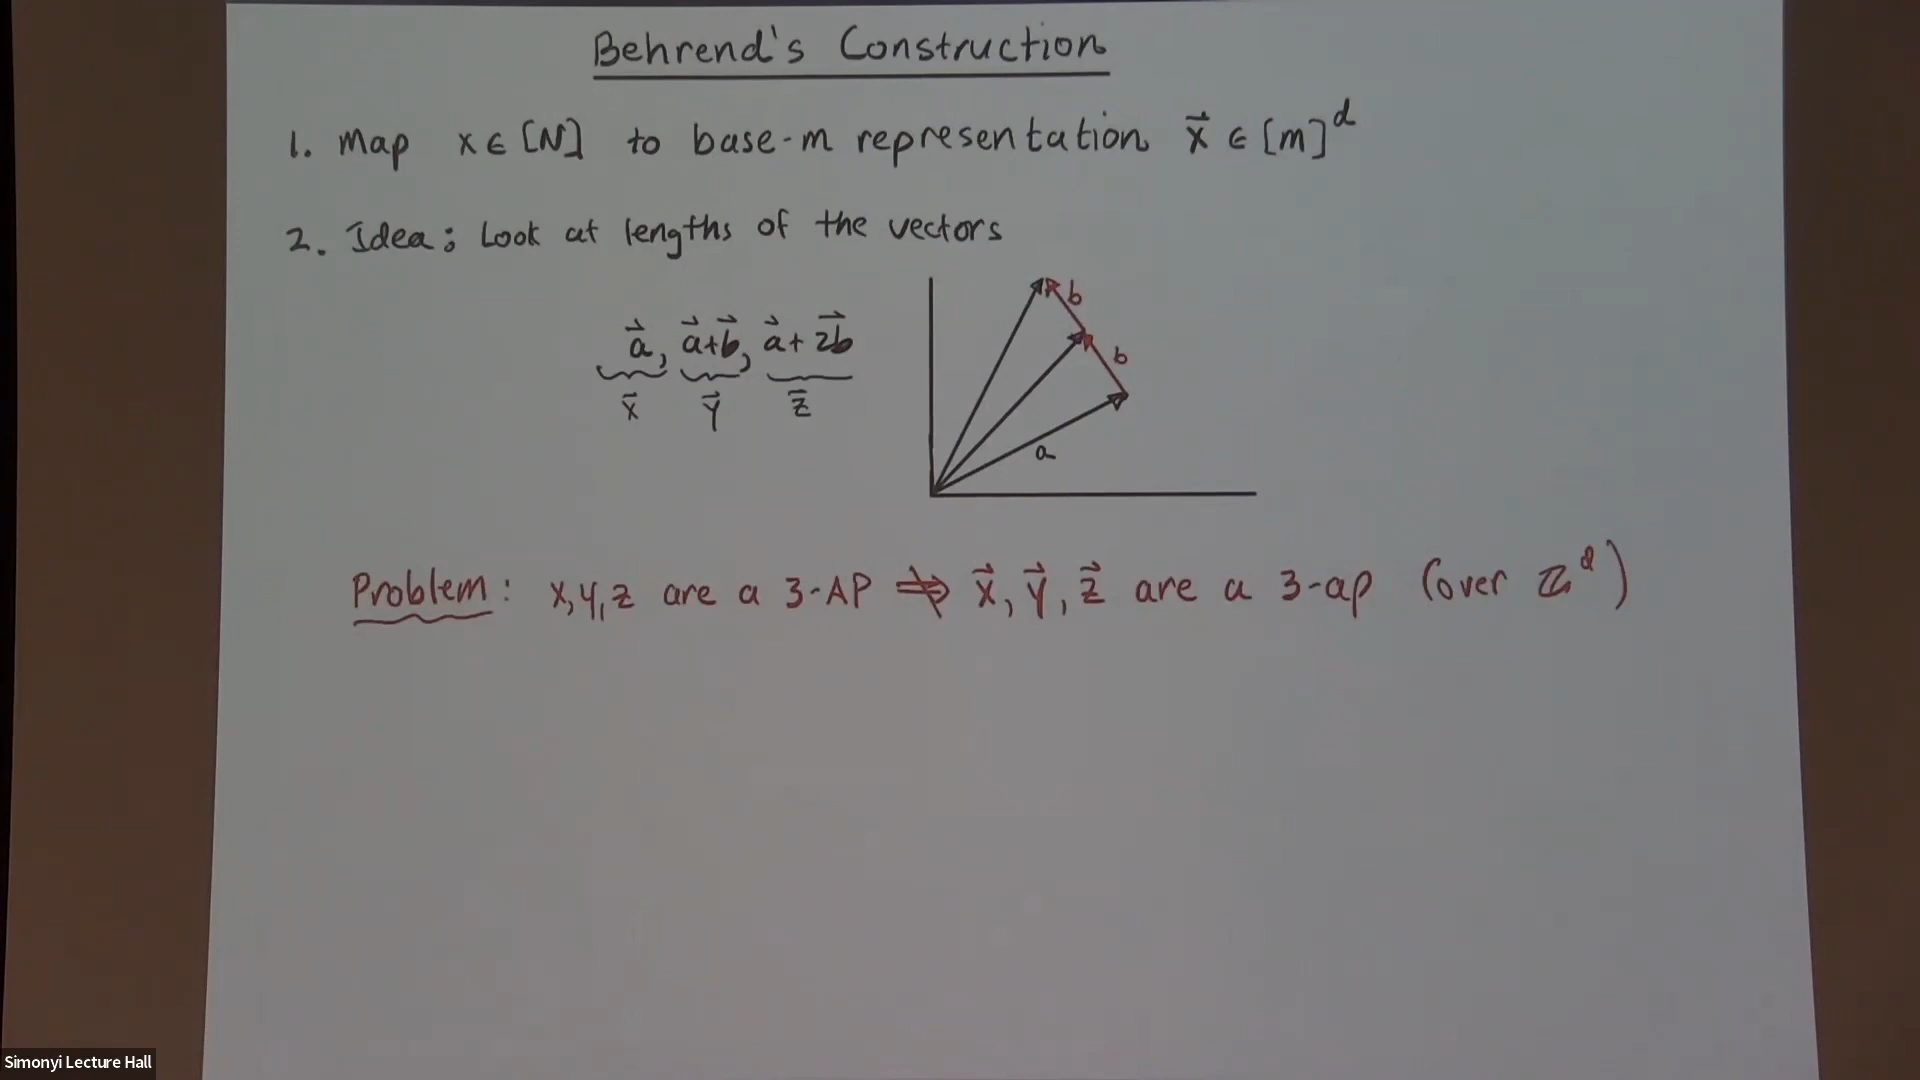 Behrend's Construction
1. Map x ∈ [N] to base-m representation x⃗ ∈ [m]^d
2. Idea: Look at lengths of the vectors
a⃗, a⃗+b⃗, a⃗+2b⃗
x⃗ y⃗ z⃗
b
b
a
Problem: x,y,z are a 3-AP ⇏ x⃗, y⃗, z⃗ are a 3-ap (over ℤ^d)
Simonyi Lecture Hall